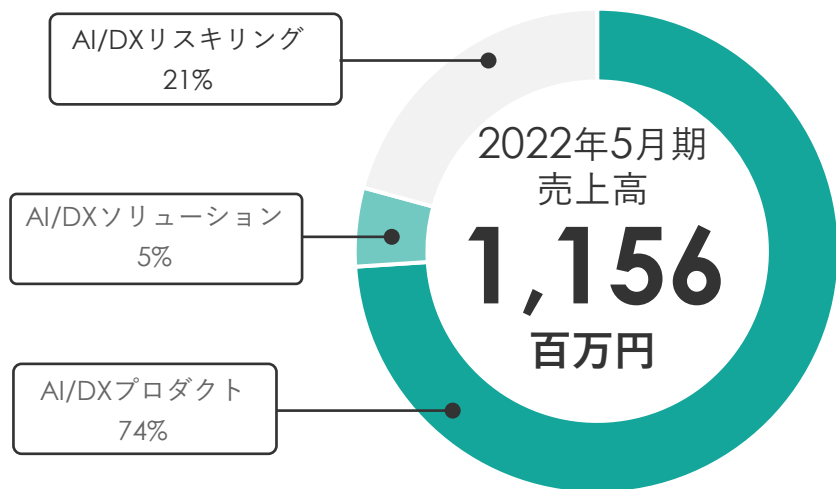 AI/DXリスキリング
21%
AI/DXソリューション
5%
AI/DXプロダクト
74%
2022年5月期
売上高
1,156
百万円